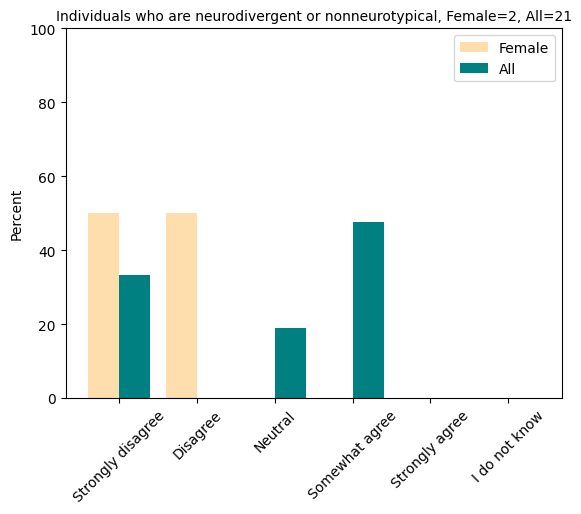 Individuals who are neurodivergent or nonneurotypical, Female=2, All=21
Female
All
Percent
100
80
60
40
20
0
Strongly disagree
Disagree
Neutral
Somewhat agree
Strongly agree
I do not know